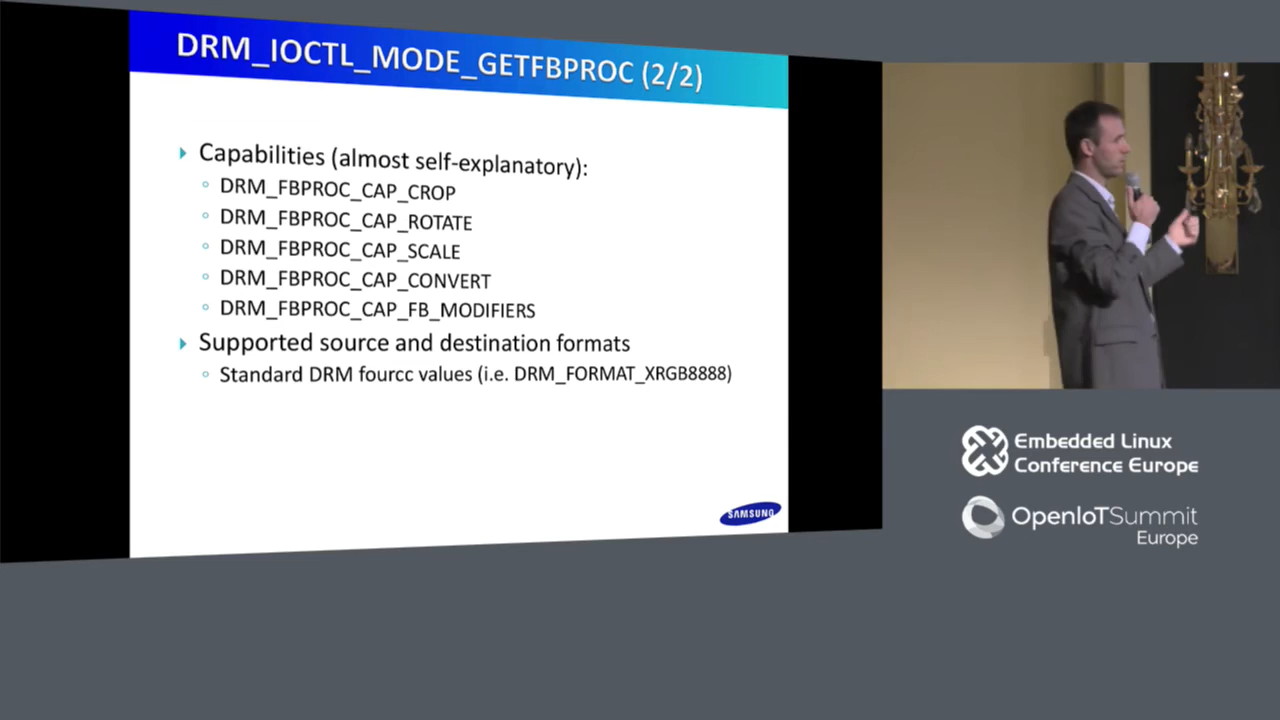 DRM_IOCTL_MODE_GETFBPROC (2/2)
Capabilities (almost self-explanatory):
DRM_FBPROC_CAP_CROP
DRM_FBPROC_CAP_ROTATE
DRM_FBPROC_CAP_SCALE
DRM_FBPROC_CAP_CONVERT
DRM_FBPROC_CAP_FB_MODIFIERS
Supported source and destination formats
Standard DRM fourcc values (i.e. DRM_FORMAT_XRGB8888)
SAMSUNG
Embedded Linux
Conference Europe
OpenIoTSummit
Europe